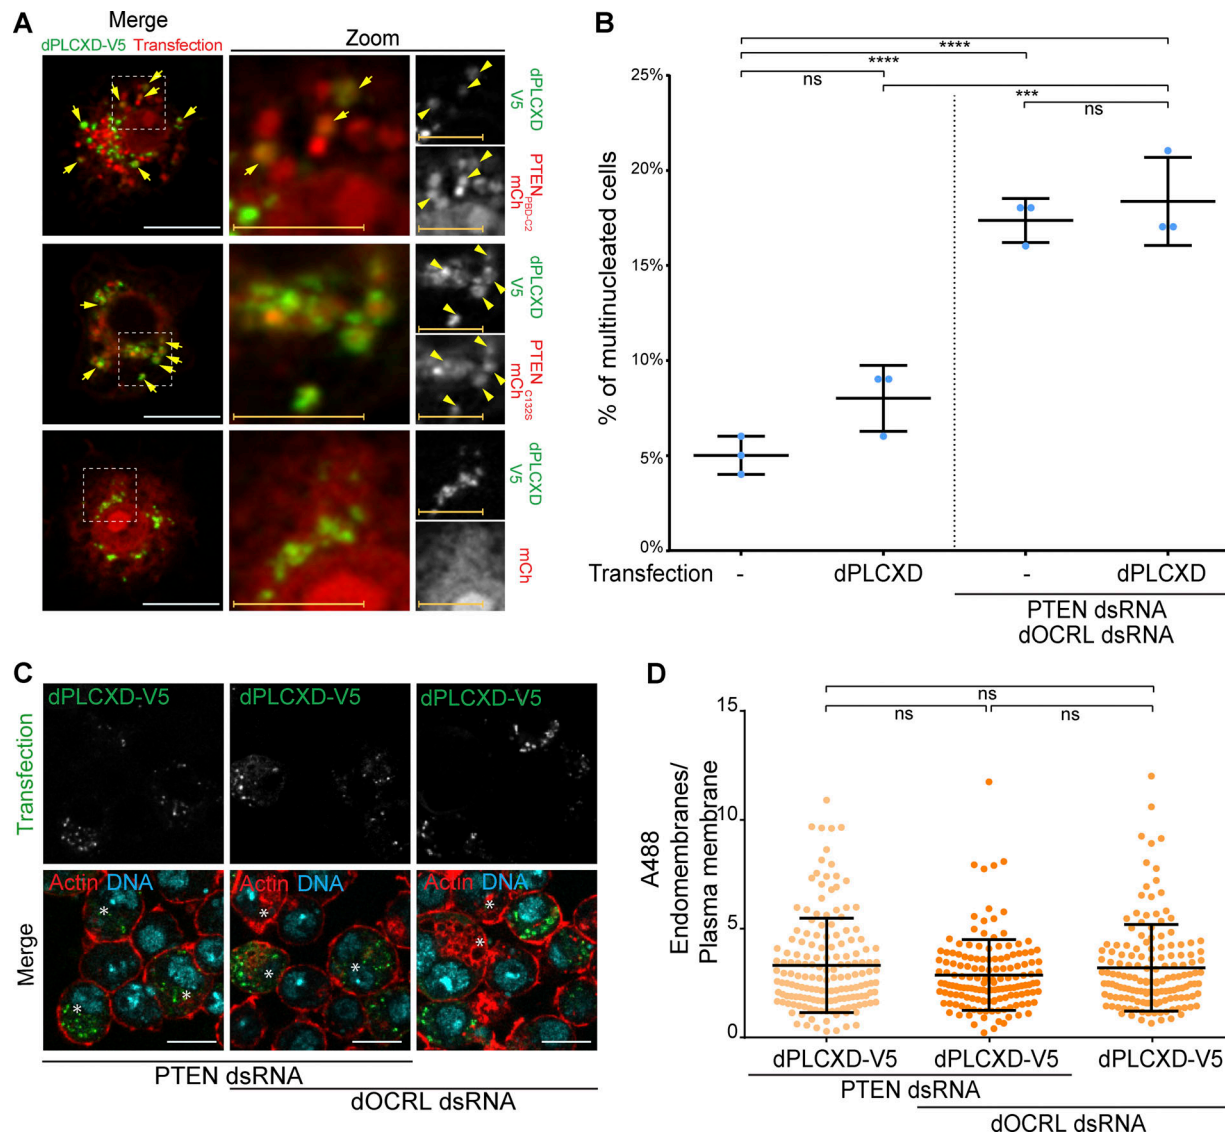 A
Merge
dPLCXD-V5 Transfection
Zoom
dPLCXD
V5
PTEN
mCh PBD-C2
dPLCXD
V5
PTEN
mCh C132S
dPLCXD
V5
mCh
B
****
****
ns
***
ns
% of multinucleated cells
25%
20%
15%
10%
5%
0%
Transfection - dPLCXD - dPLCXD
PTEN dsRNA
dOCRL dsRNA
C
Transfection
dPLCXD-V5 dPLCXD-V5 dPLCXD-V5
Merge
Actin DNA Actin DNA Actin DNA
* * * * * * * *
PTEN dsRNA
dOCRL dsRNA
D
ns
ns ns
A488
Endomembranes/
Plasma membrane
15
10
5
0
dPLCXD-V5 dPLCXD-V5 dPLCXD-V5
PTEN dsRNA
dOCRL dsRNA